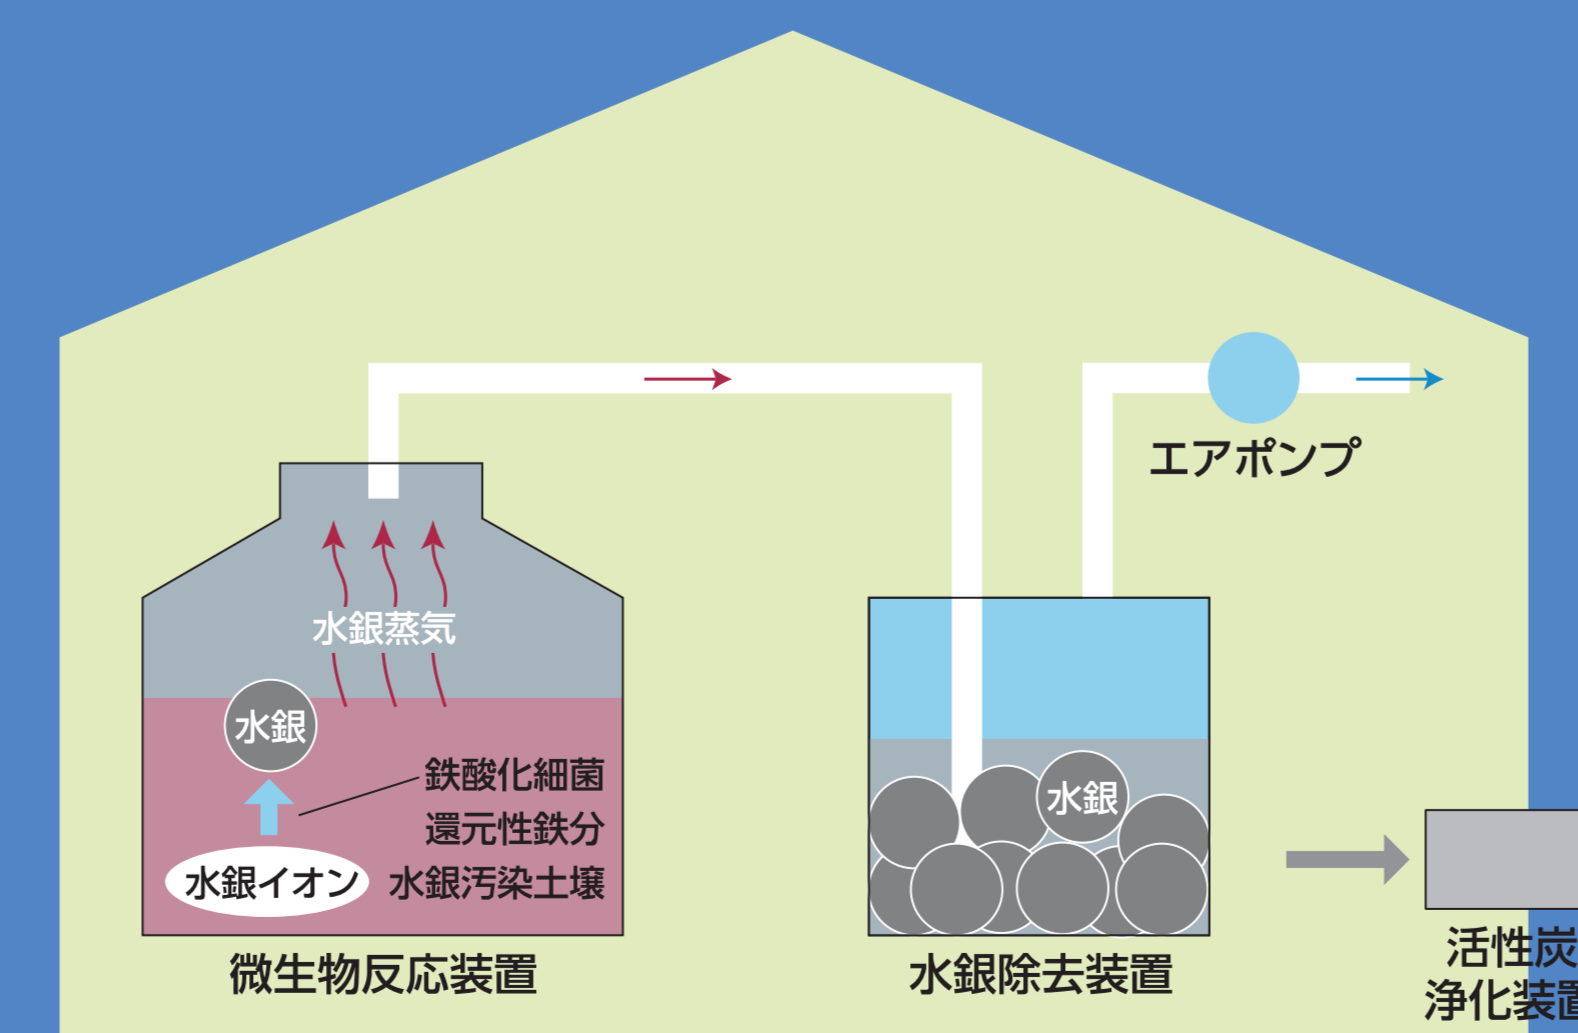 エアポンプ
水銀蒸気
水銀
鉄酸化細菌
還元性鉄分
水銀イオン 水銀汚染土壌
水銀
微生物反応装置
水銀除去装置
活性炭
浄化装置